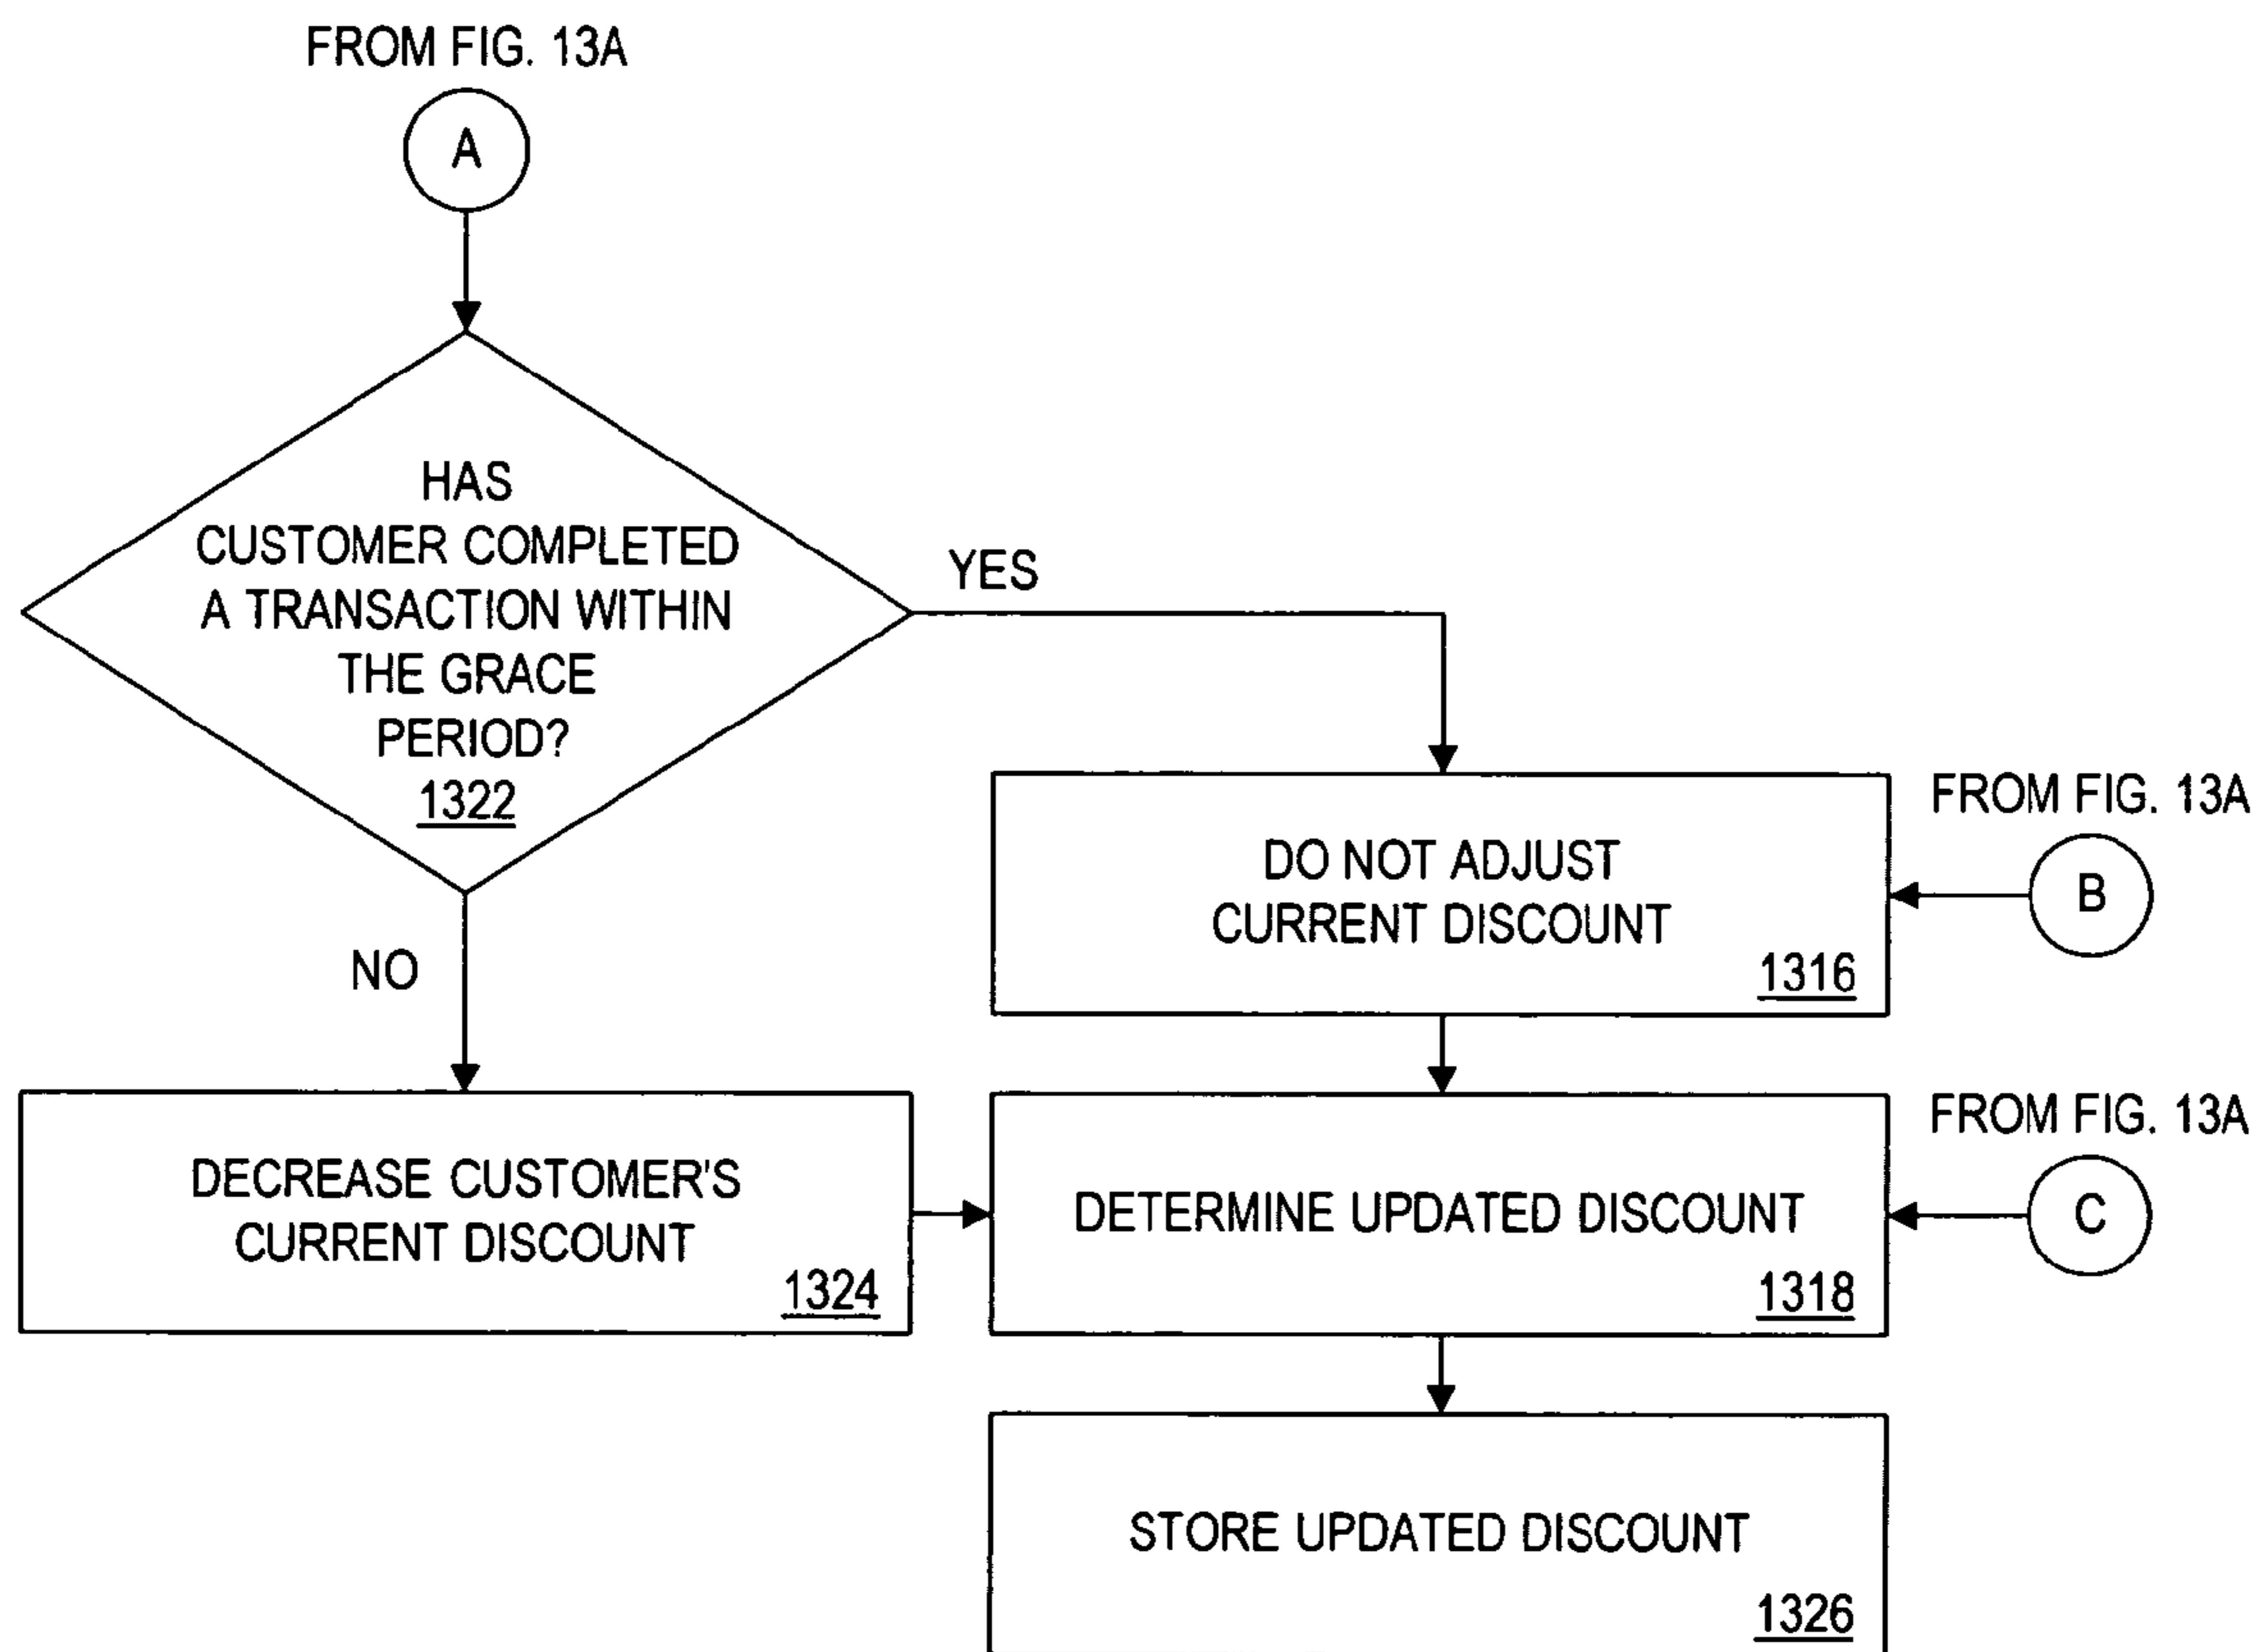 FROM FIG. 13A
A
HAS
CUSTOMER COMPLETED
A TRANSACTION WITHIN
THE GRACE
PERIOD?
1322
YES
NO
DO NOT ADJUST
CURRENT DISCOUNT
1316
FROM FIG. 13A
B
DECREASE CUSTOMER'S
CURRENT DISCOUNT
1324
DETERMINE UPDATED DISCOUNT
1318
FROM FIG. 13A
C
STORE UPDATED DISCOUNT
1326